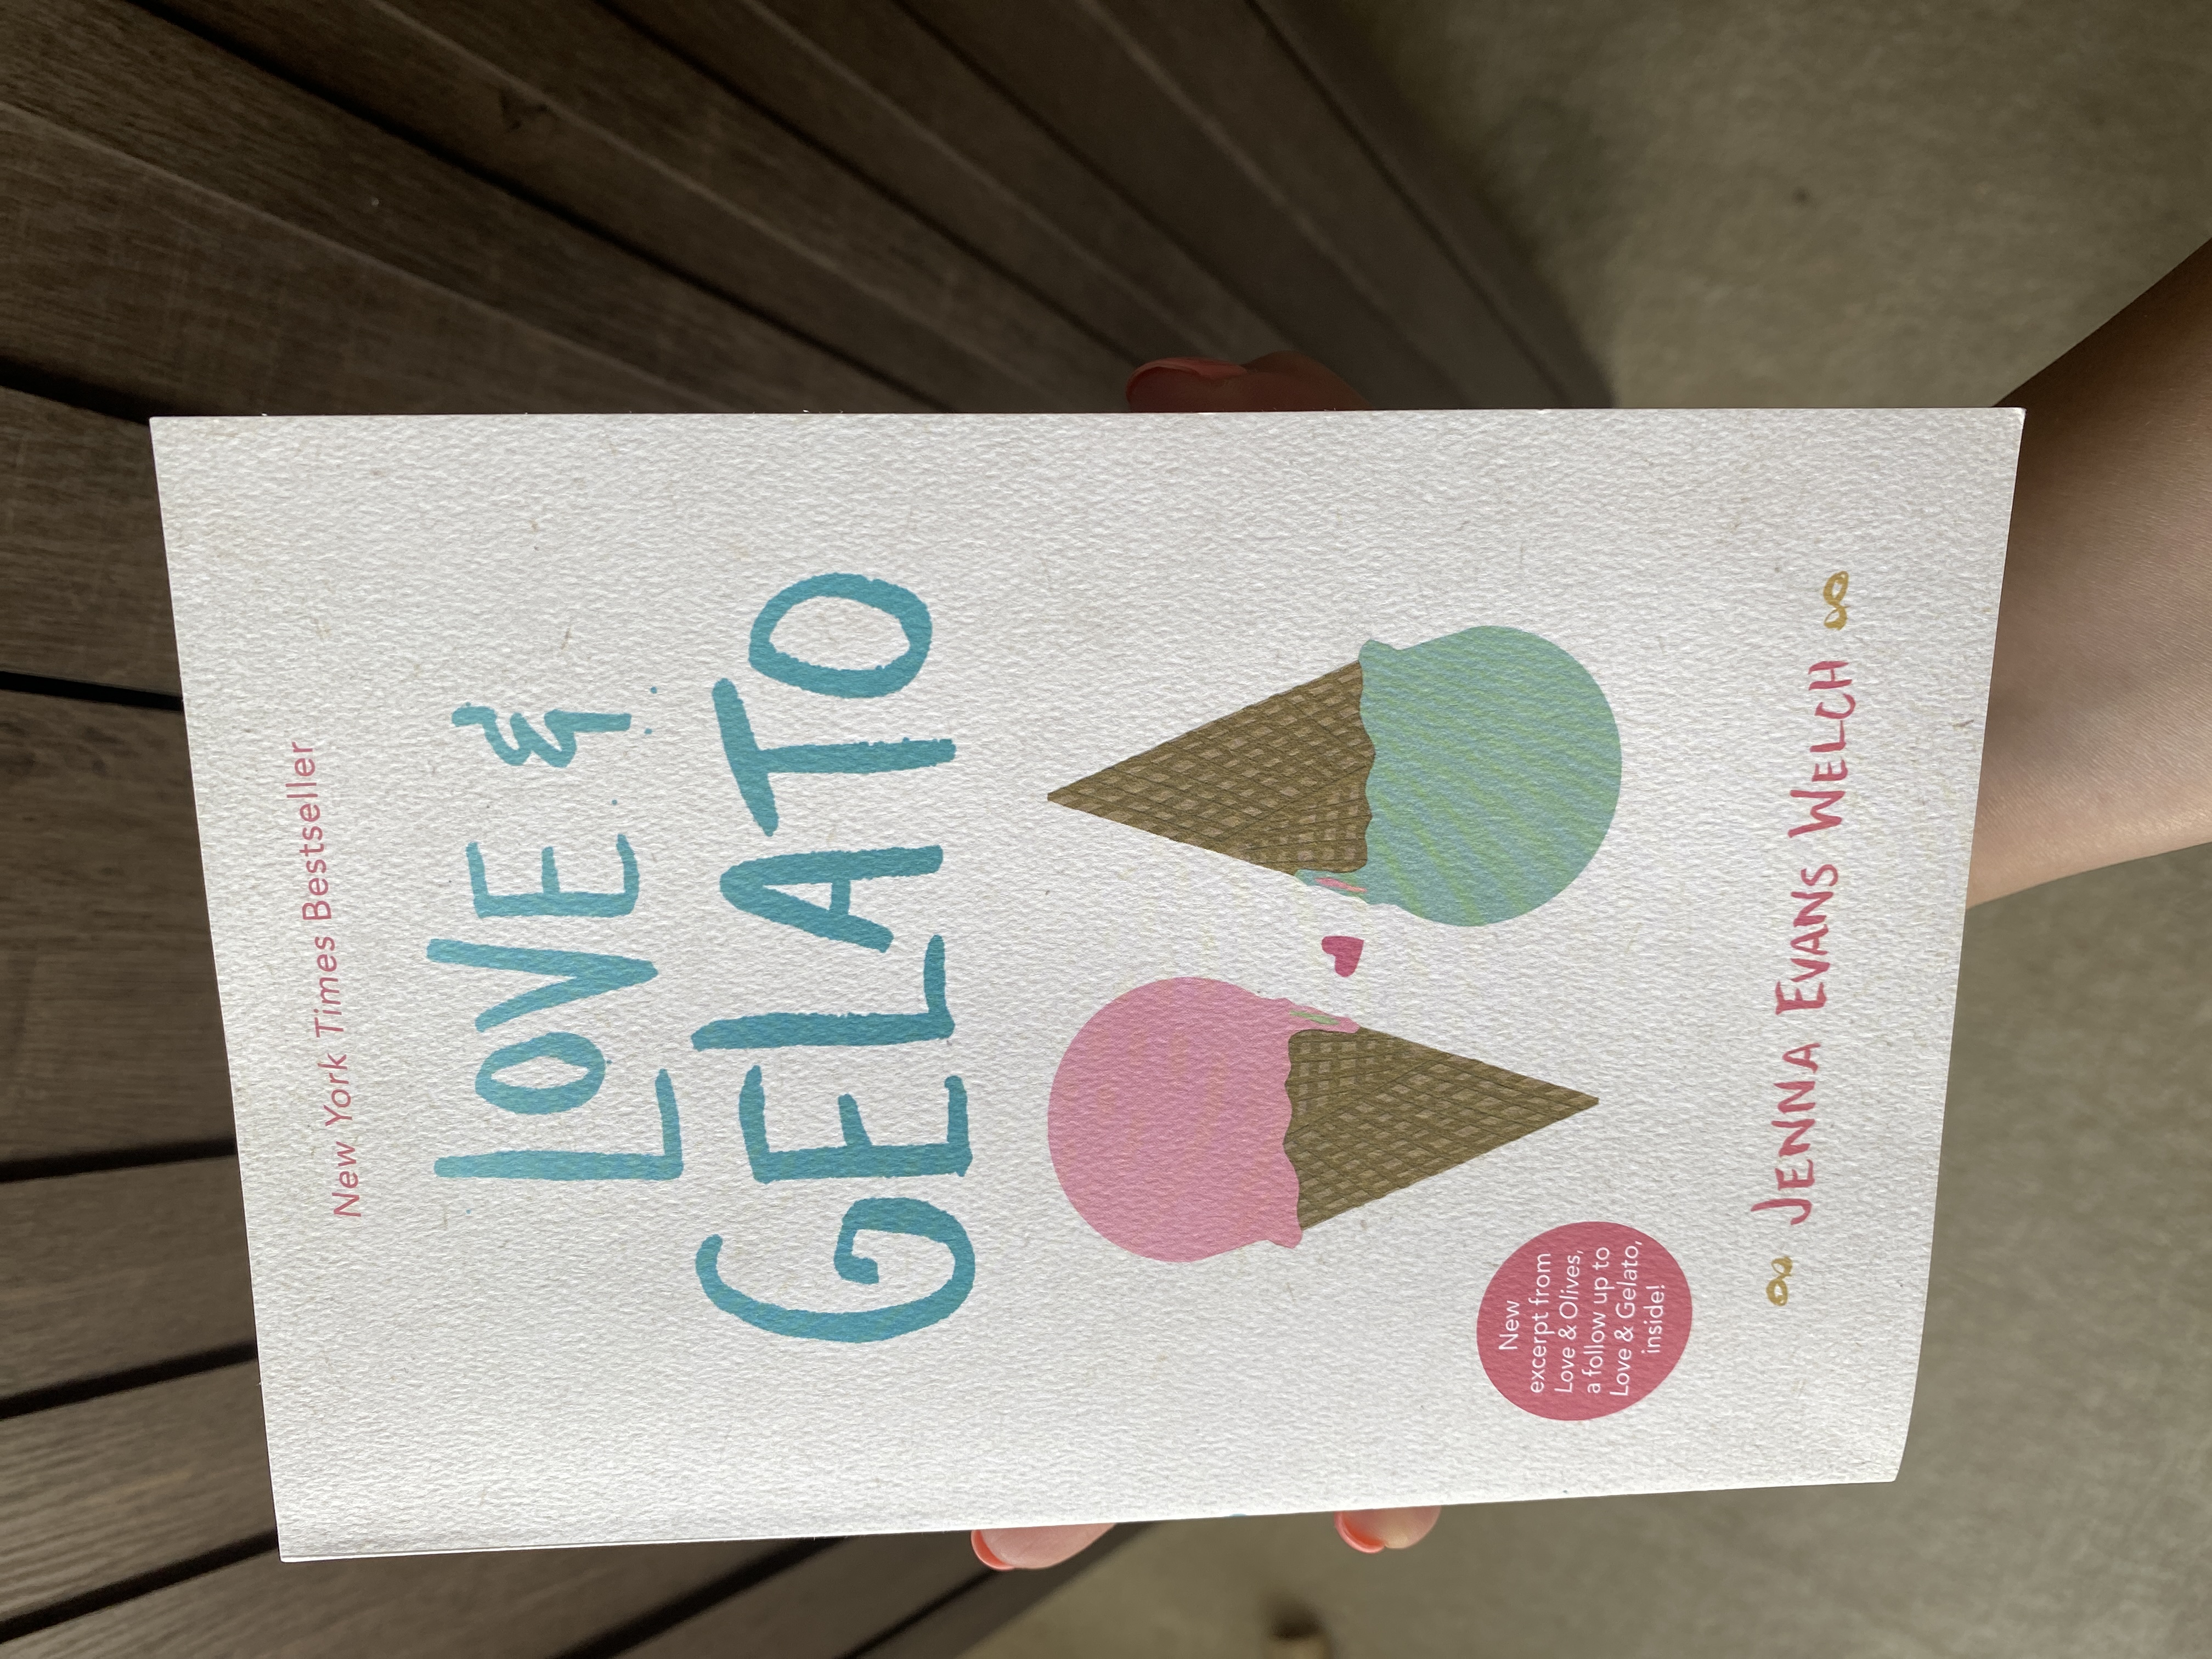 New York Times Bestseller
LOVE &
GELATO
New
excerpt from
Love & Olives,
a follow up to
Love & Gelato,
inside!
JENNA EVANS WELCH